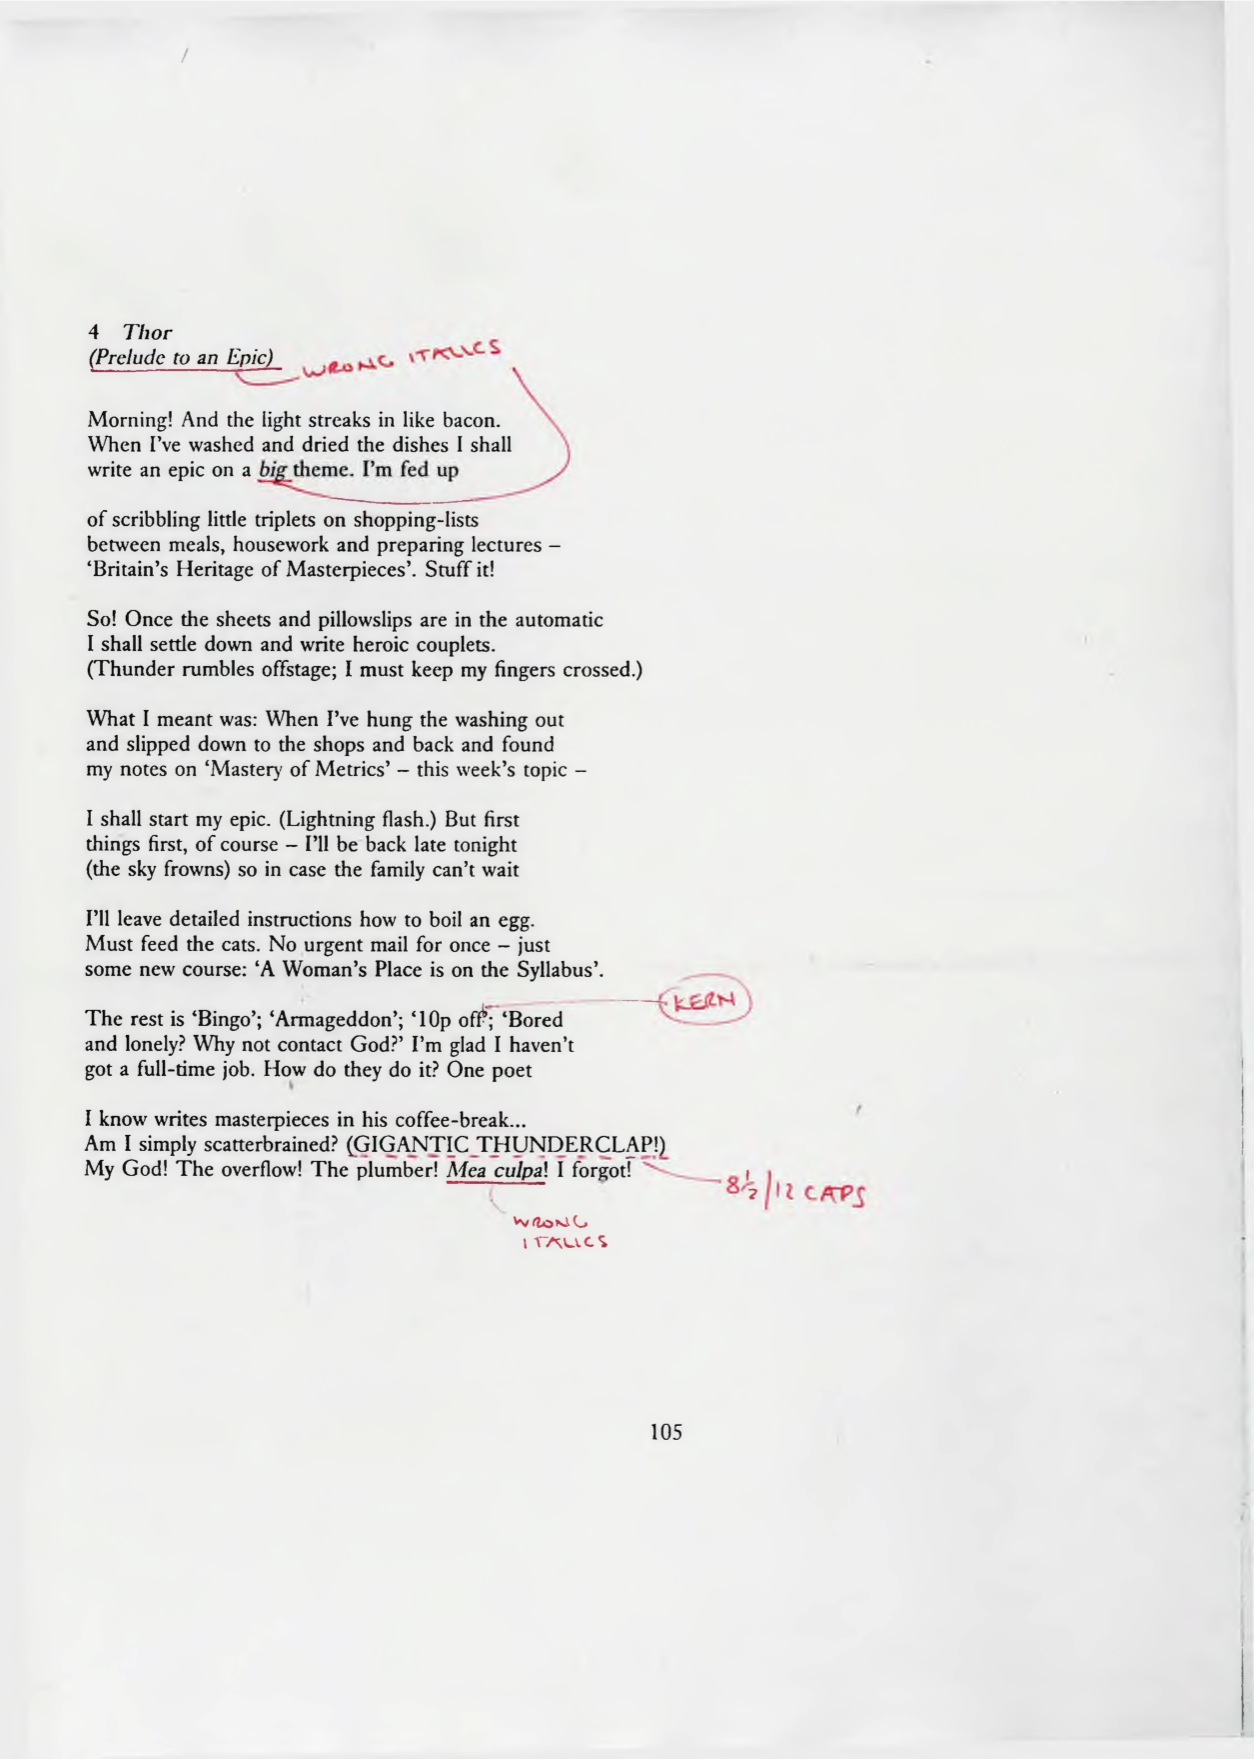 4 Thor
(Prelude to an Epic)
WRONG ITALICS
Morning! And the light streaks in like bacon.
When I've washed and dried the dishes I shall
write an epic on a big theme. I'm fed up
of scribbling little triplets on shopping-lists
between meals, housework and preparing lectures –
‘Britain's Heritage of Masterpieces’. Stuff it!
So! Once the sheets and pillowslips are in the automatic
I shall settle down and write heroic couplets.
(Thunder rumbles offstage; I must keep my fingers crossed.)
What I meant was: When I've hung the washing out
and slipped down to the shops and back and found
my notes on ‘Mastery of Metrics’ – this week's topic –
I shall start my epic. (Lightning flash.) But first
things first, of course – I'll be back late tonight
(the sky frowns) so in case the family can't wait
I'll leave detailed instructions how to boil an egg.
Must feed the cats. No urgent mail for once – just
some new course: ‘A Woman's Place is on the Syllabus’.
KERN
The rest is ‘Bingo’; ‘Armageddon’; ‘10p off’; ‘Bored
and lonely? Why not contact God?’ I'm glad I haven't
got a full-time job. How do they do it? One poet
I know writes masterpieces in his coffee-break...
Am I simply scatterbrained? (GIGANTIC THUNDERCLAP!)
My God! The overflow! The plumber! Mea culpa! I forgot!
8½/12 CAPS
WRONG
ITALICS
105